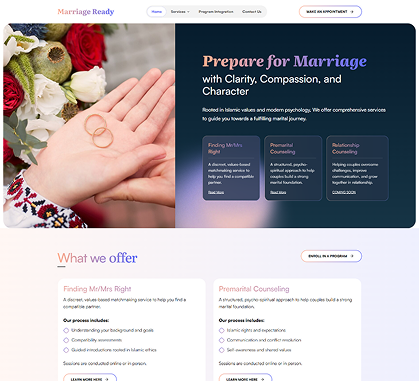 Marriage Ready
Home
Services
Program Integration
Contact Us
MAKE AN APPOINTMENT
Prepare for Marriage
with Clarity, Compassion, and
Character
Rooted in Islamic values and modern psychology, We offer comprehensive services
to guide you towards a fulfilling marital journey.
Finding Mr/Mrs
Right
A discreet, values-based
matchmaking service to
help you find a compatible
partner.
Read More
Premarital
Counseling
A structured, psycho-
spiritual approach to help
couples build a strong
marital foundation.
Read More
Relationship
Counseling
Helping couples overcome
challenges, improve
communication, and grow
together in relationship.
COMING SOON
What we offer
ENROLL IN A PROGRAM
Finding Mr/Mrs Right
A discreet, values-based matchmaking service to help you find a
compatible partner.
Our process includes:
Understanding your background and goals
Compatibility assessments
Guided introductions rooted in Islamic ethics
Sessions are conducted online or in person.
LEARN MORE HERE
Premarital Counseling
A structured, psycho-spiritual approach to help couples build a strong
marital foundation.
Our process includes:
Islamic rights and expectations
Communication and conflict resolution
Self-awareness and shared values
Sessions are conducted online or in person.
LEARN MORE HERE